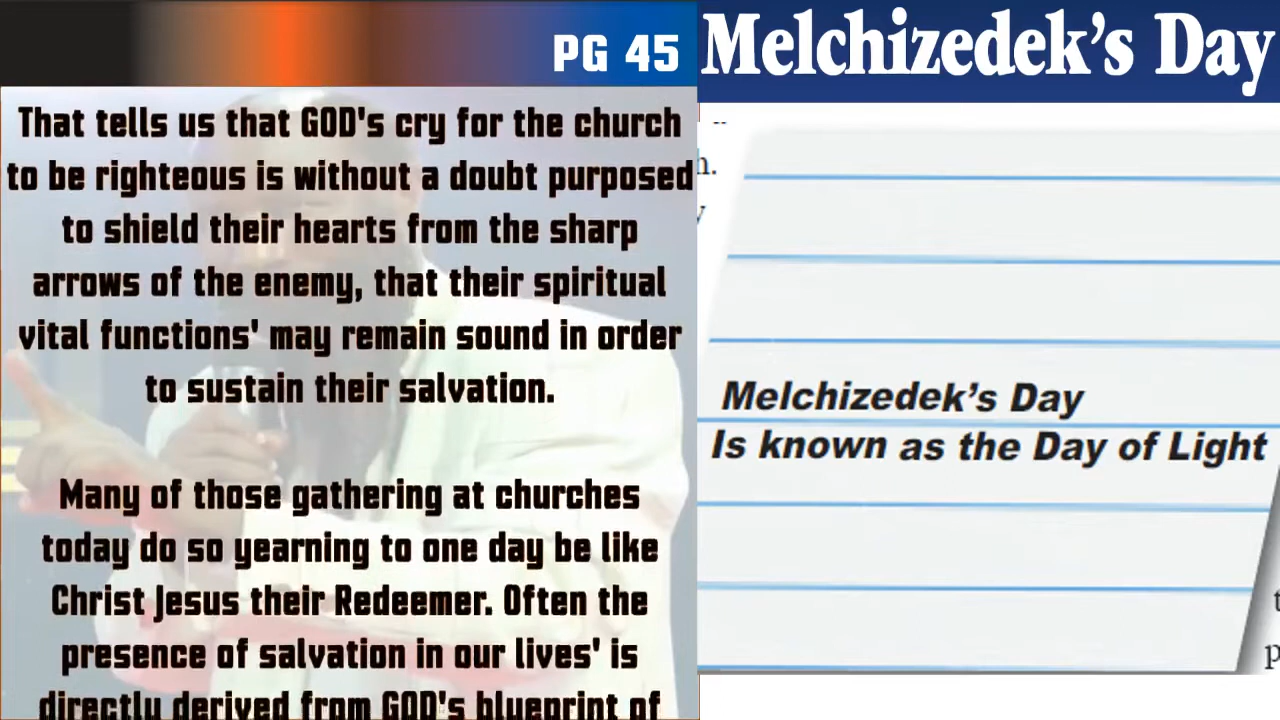 PG 45
That tells us that GOD's cry for the church
to be righteous is without a doubt purposed
to shield their hearts from the sharp
arrows of the enemy, that their spiritual
vital functions' may remain sound in order
to sustain their salvation.
Many of those gathering at churches
today do so yearning to one day be like
Christ Jesus their Redeemer. Often the
presence of salvation in our lives' is
directly derived from GOD's blueprint of
Melchizedek's Day
Melchizedek's Day
Is known as the Day of Light